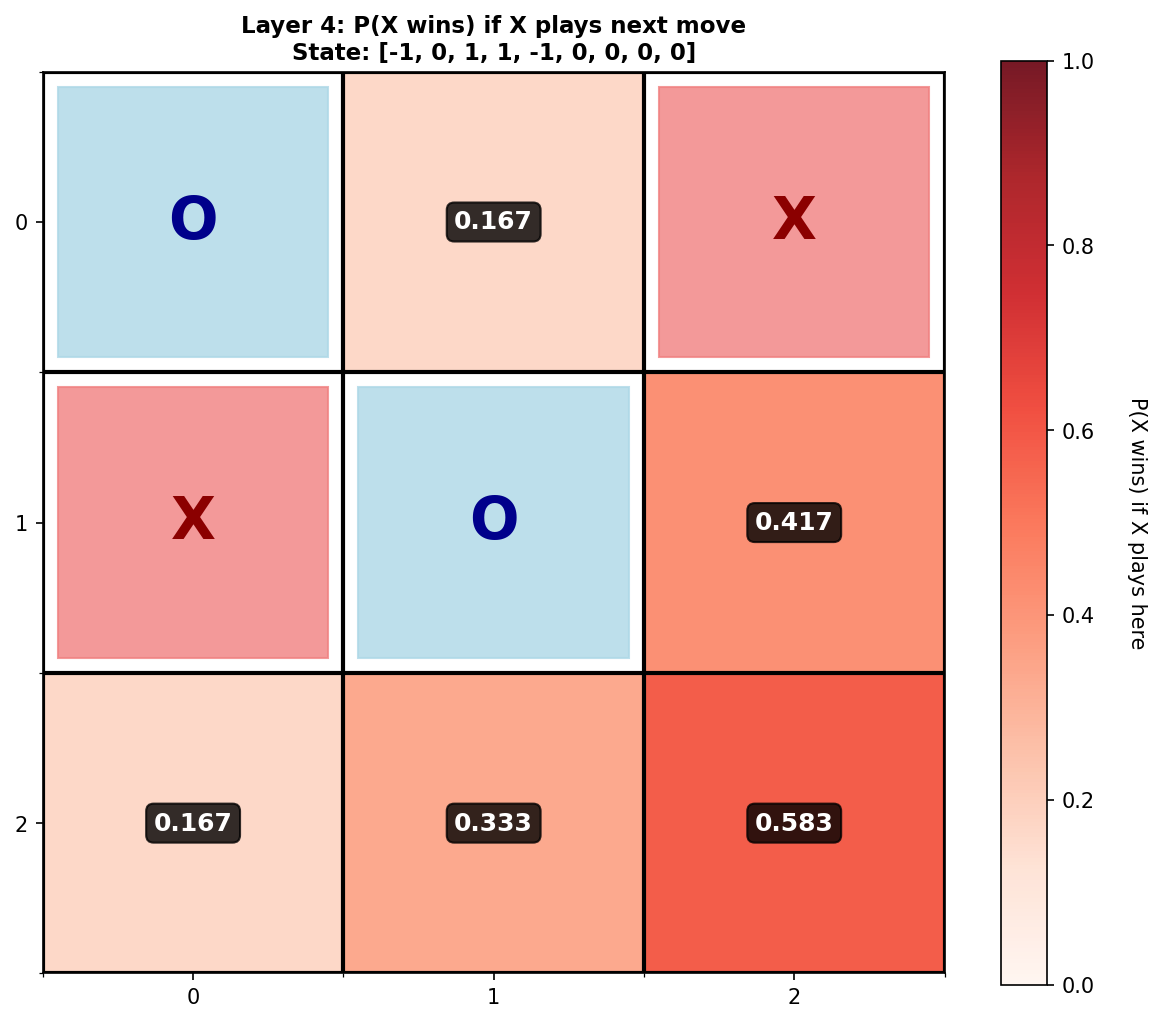 Layer 4: P(X wins) if X plays next move
State: [-1, 0, 1, 1, -1, 0, 0, 0, 0]
0
O
0.167
X
1
X
O
0.417
2
0.167
0.333
0.583
0
1
2
1.0
0.8
0.6
0.4
0.2
0.0
P(X wins) if X plays here